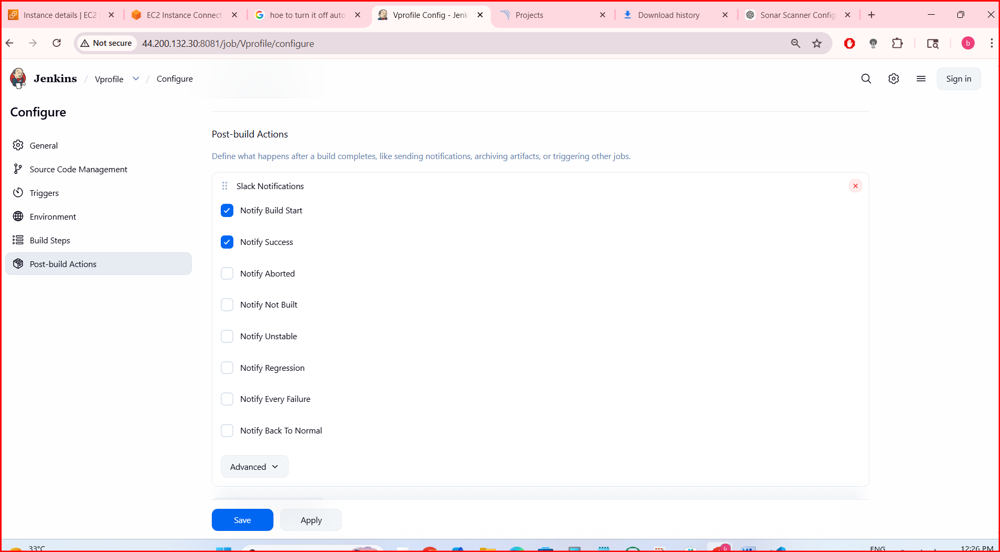 Instance details | EC2
EC2 Instance Connect
hoe to turn it off auto
Vprofile Config - Jenk
Projects
Download history
Sonar Scanner Config
Not secure
44.200.132.30:8081/job/Vprofile/configure
b
Jenkins / Vprofile / Configure
Sign in
Configure
General
Source Code Management
Triggers
Environment
Build Steps
Post-build Actions
Post-build Actions
Define what happens after a build completes, like sending notifications, archiving artifacts, or triggering other jobs.
Slack Notifications
Notify Build Start
Notify Success
Notify Aborted
Notify Not Built
Notify Unstable
Notify Regression
Notify Every Failure
Notify Back To Normal
Advanced
Save
Apply
33°C
b
ENG
12:26 PM